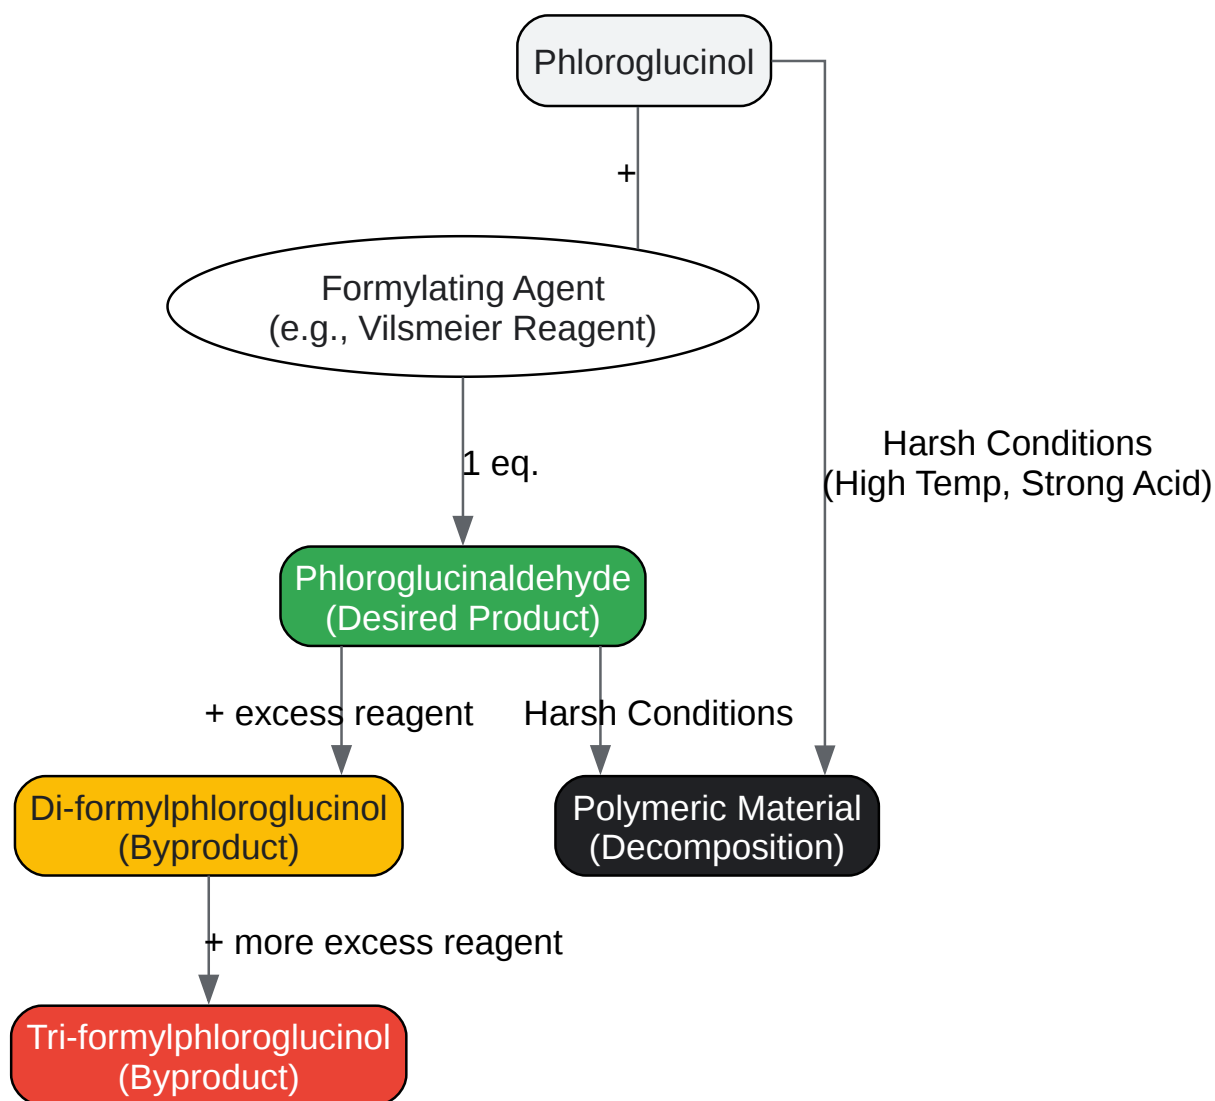 Phloroglucinol
+
Formylating Agent
(e.g., Vilsmeier Reagent)
1 eq.
Harsh Conditions
(High Temp, Strong Acid)
Phloroglucinaldehyde
(Desired Product)
+ excess reagent
Harsh Conditions
Di-formylphloroglucinol
(Byproduct)
Polymeric Material
(Decomposition)
+ more excess reagent
Tri-formylphloroglucinol
(Byproduct)